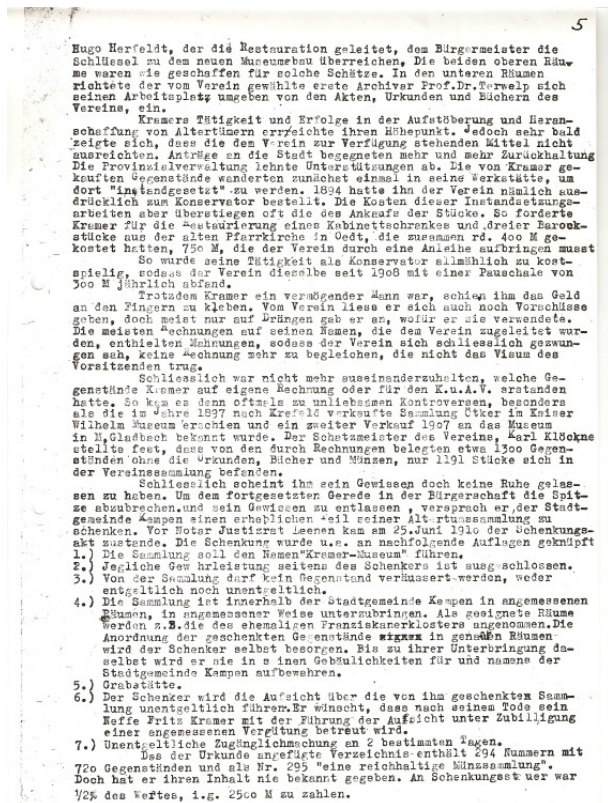 5
Hugo Herfeldt, der die Restauration geleitet, dem Bürgermeister die
Schlüssel zu dem neuen Museumsbau überreichen. Die beiden oberen Räu-
me waren wie geschaffen für solche Schätze. In den unteren Räumen
richtete der vom Verein gewählte erste Archivar Prof.Dr.Terwelp sich
seinen Arbeitsplatz umgeben von den Akten, Urkunden und Büchern des
Vereins, ein.
Kramers Tätigkeit und Erfolge in der Aufstöberung und Heran-
schaffung von Altertümern erreichte ihren Höhepunkt. Jedoch sehr bald
zeigte sich, dass die dem Verein zur Verfügung stehenden Mittel nicht
ausreichten. Anträge an die Stadt begegneten mehr und mehr Zurückhaltung
Die Provinzialverwaltung lehnte Unterstützungen ab. Die von Kramer ge-
kauften Gegenstände wanderten zunächst einmal in seine Werkstätte, um
dort "instandgesetzt" zu werden. 1894 hatte ihn der Verein nämlich aus-
drücklich zum Konservator bestellt. Die Kosten dieser Instandsetzungs-
arbeiten aber überstiegen oft die des Ankaufs der Stücke. So forderte
Kramer für die Restaurierung eines Kabinettschrankes und dreier Barock-
stücke aus der alten Pfarrkirche in Oedt, die zusammen rd. 4oo M ge-
kostet hatten, 75o M, die der Verein durch eine Anleihe aufbringen musst
So wurde seine Tätigkeit als Konservator allmählich zu kost-
spielig, sodass der Verein dieselbe seit 19o8 mit einer Pauschale von
3oo M jährlich abfand.
Trotzdem Kramer ein vermögender Mann war, schien ihm das Geld
an den Fingern zu kleben. Vom Verein liess er sich auch noch Vorschüsse
geben, doch meist nur auf Drängen gab er an, wofür er die verwendete.
Die meisten Rechnungen auf seinen Namen, die dem Verein zugeleitet wur-
den, enthielten Mahnungen, sodass der Verein sich schliesslich gezwun-
gen sah, keine Rechnung mehr zu begleichen, die nicht das Visum des
Vorsitzenden trug.
Schliesslich war nicht mehr auseinanderzuhalten, welche Ge-
genstände Kramer auf eigene Rechnung oder für den K.u.A.V. erstanden
hatte. So kam es denn oftmals zu unliebsamen Kontroversen, besonders
als die im Jahre 1897 nach Krefeld verkaufte Sammlung Ötker im Kaiser
Wilhelm Museum erschien und ein zweiter Verkauf 19o7 an das Museum
in M.Gladbach bekannt wurde. Der Schatzmeister des Vereins, Karl Klöckne
stellte fest, dass von den durch Rechnungen belegten etwa 13oo Gegen-
ständen ohne die Urkunden, Bücher und Münzen, nur 1191 Stücke sich in
der Vereinssammlung befanden.
Schliesslich scheint ihm sein Gewissen doch keine Ruhe gelas-
sen zu haben. Um dem fortgesetzten Gerede in der Bürgerschaft die Spit-
ze abzubrechen.und sein Gewissen zu entlassen , versprach er,der Stadt-
gemeinde Kempen einen erheblichen Teil seiner Altertumssammlung zu
schenken. Vor Notar Justizrat Leenen kam am 25.Juni 191o der Schenkungs-
akt zustande. Die Schenkung wurde u.a. an nachfolgende Auflagen geknüpft
1.) Die Sammlung soll den Namen"Kramer-Museum" führen.
2.) Jegliche Gew hrleistung seitens des Schenkers ist ausgeschlossen.
3.) Von der Sammlung darf kein Gegenstand veräussert werden, weder
entgeltlich noch unentgeltlich.
4.) Die Sammlung ist innerhalb der Stadtgemeinde Kempen in angemessenen
Räumen, in angemessener Weise unterzubringen. Als geeignete Räume
werden z.B.die des ehemaligen Franziskanerklosters angenommen.Die
Anordnung der geschenkten Gegenstände in genauen Räumen
wird der Schenker selbst besorgen. Bis zu ihrer Unterbringung da-
selbst wird er sie in s inen Gebäulichkeiten für und namens der
Stadtgemeinde Kempen aufbewahren.
5.) Grabstätte.
6.) Der Schenker wird die Aufsicht über die von ihm geschenkten Samm-
lung unentgeltlich führen.Er wünscht, dass nach seinem Tode sein
Neffe Fritz Kramer mit der Führung der Aufsicht unter Zubilligung
einer angemessenen Vergütung betraut wird.
7.) Unentgeltliche Zugänglichmachung an 2 bestimmten Tagen.
Das der Urkunde angefügte Verzeichnis enthält 294 Nummern mit
72o Gegenständen und als Nr. 295 "eine reichhaltige Münzsammlung".
Doch hat er ihren Inhalt nie bekannt gegeben. An Schenkungssteuer war
1/2% des Wertes, i.g. 25oo M zu zahlen.